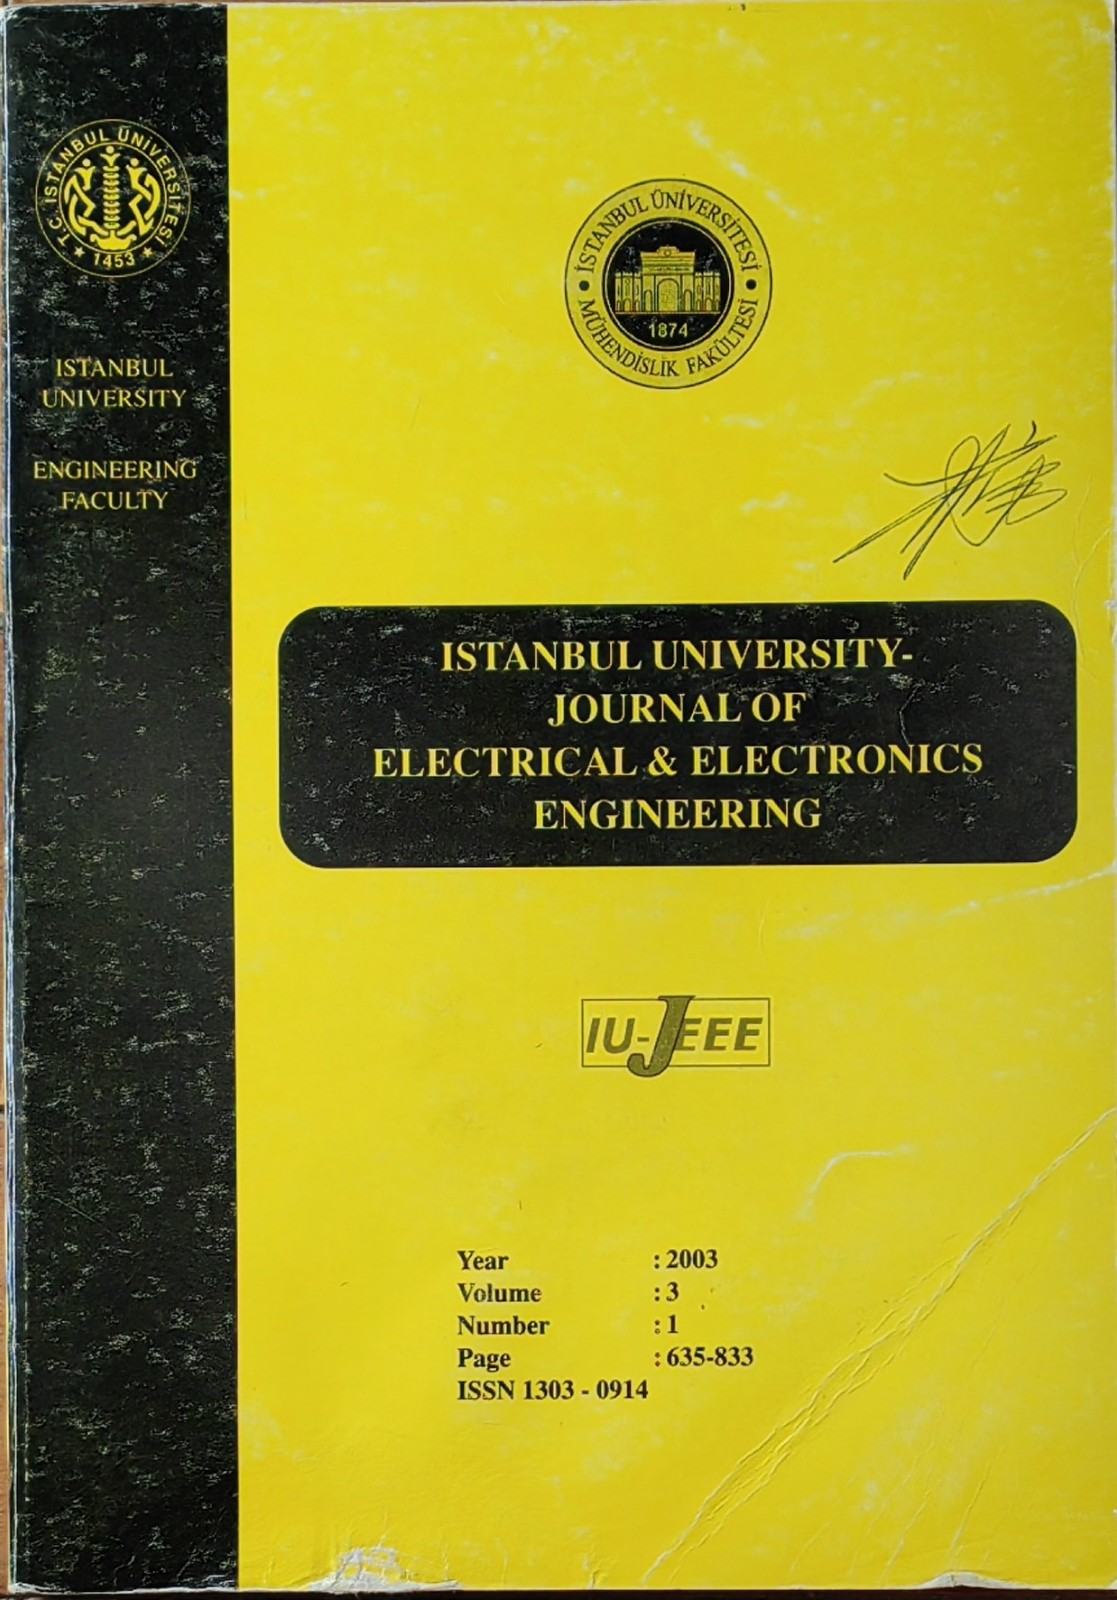 T.C. İSTANBUL ÜNİVERSİTESİ
★ 1453 ★
ISTANBUL
UNIVERSITY
ENGINEERING
FACULTY
İSTANBUL ÜNİVERSİTESİ
1874
MÜHENDİSLİK FAKÜLTESİ
ISTANBUL UNIVERSITY-
JOURNAL OF
ELECTRICAL & ELECTRONICS
ENGINEERING
IU-JEEE
Year : 2003
Volume : 3
Number : 1
Page : 635-833
ISSN 1303 - 0914